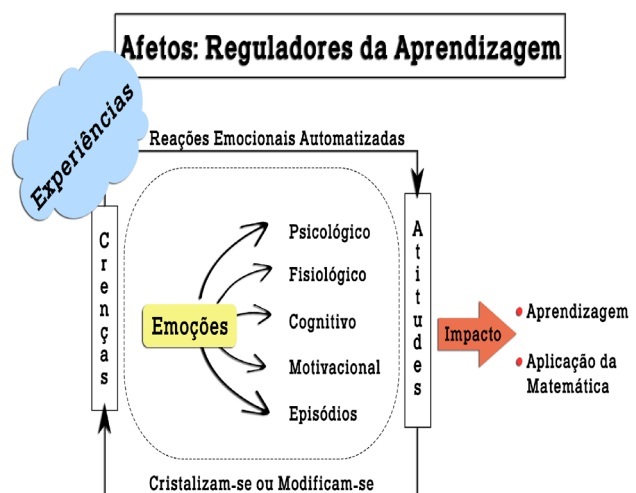 Afetos: Reguladores da Aprendizagem
Experiências
Reações Emocionais Automatizadas
Crenças
Emoções
Psicológico
Fisiológico
Cognitivo
Motivacional
Episódios
Atitudes
Impacto
Aprendizagem
Aplicação da
Matemática
Cristalizam-se ou Modificam-se